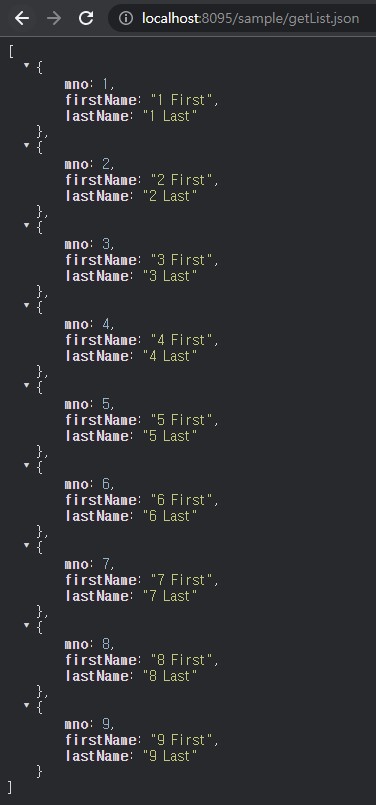 localhost:8095/sample/getList.json
[
{
mno: 1,
firstName: "1 First",
lastName: "1 Last"
},
{
mno: 2,
firstName: "2 First",
lastName: "2 Last"
},
{
mno: 3,
firstName: "3 First",
lastName: "3 Last"
},
{
mno: 4,
firstName: "4 First",
lastName: "4 Last"
},
{
mno: 5,
firstName: "5 First",
lastName: "5 Last"
},
{
mno: 6,
firstName: "6 First",
lastName: "6 Last"
},
{
mno: 7,
firstName: "7 First",
lastName: "7 Last"
},
{
mno: 8,
firstName: "8 First",
lastName: "8 Last"
},
{
mno: 9,
firstName: "9 First",
lastName: "9 Last"
}
]